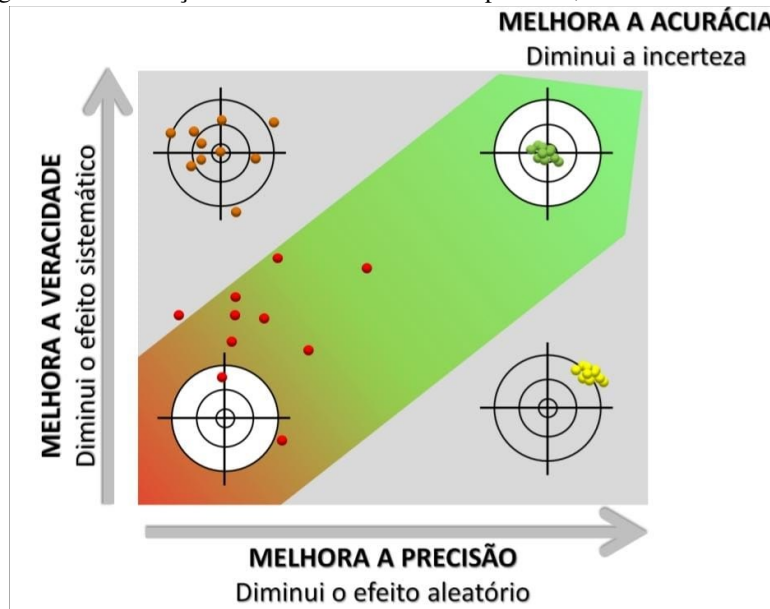 MELHORA A ACURÁCIA
Diminui a incerteza
MELHORA A VERACIDADE
Diminui o efeito sistemático
MELHORA A PRECISÃO
Diminui o efeito aleatório